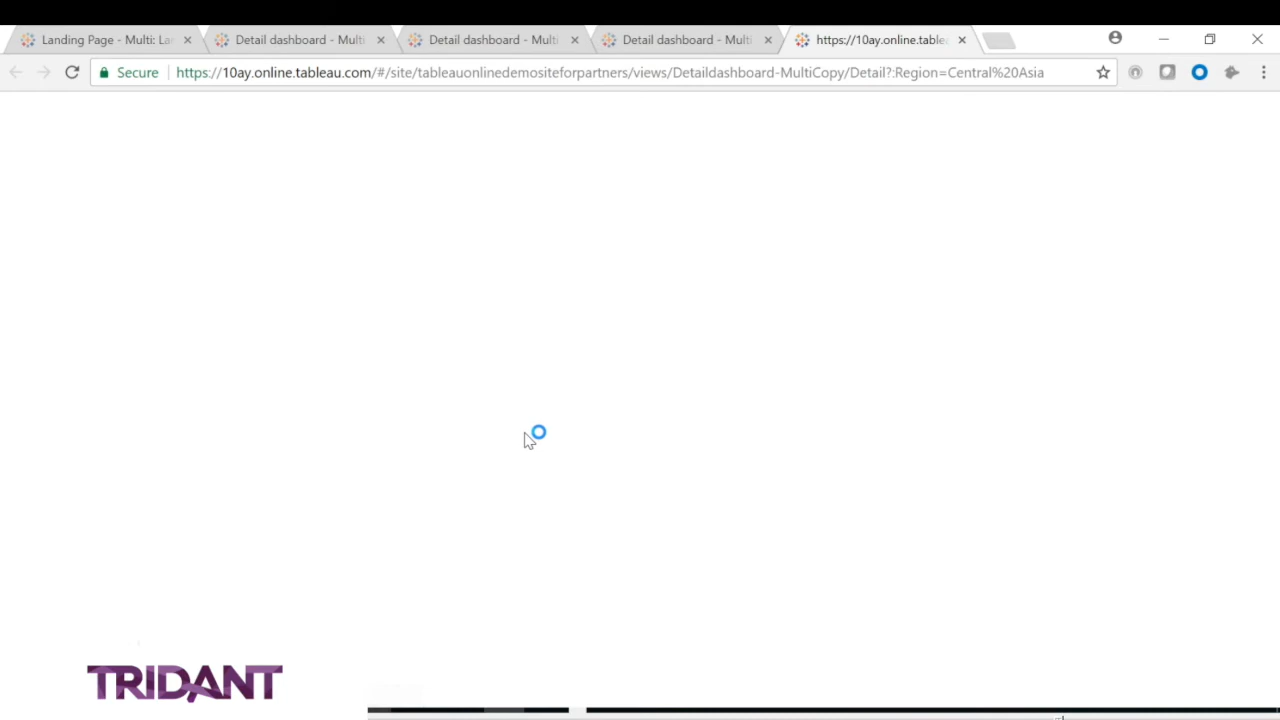 Landing Page - Multi: La
Detail dashboard - Multi
Detail dashboard - Multi
Detail dashboard - Multi
https://10ay.online.table
Secure
https://10ay.online.tableau.com/#/site/tableauonlinedemositeforpartners/views/Detaildashboard-MultiCopy/Detail?:Region=Central%20Asia
TRIDANT